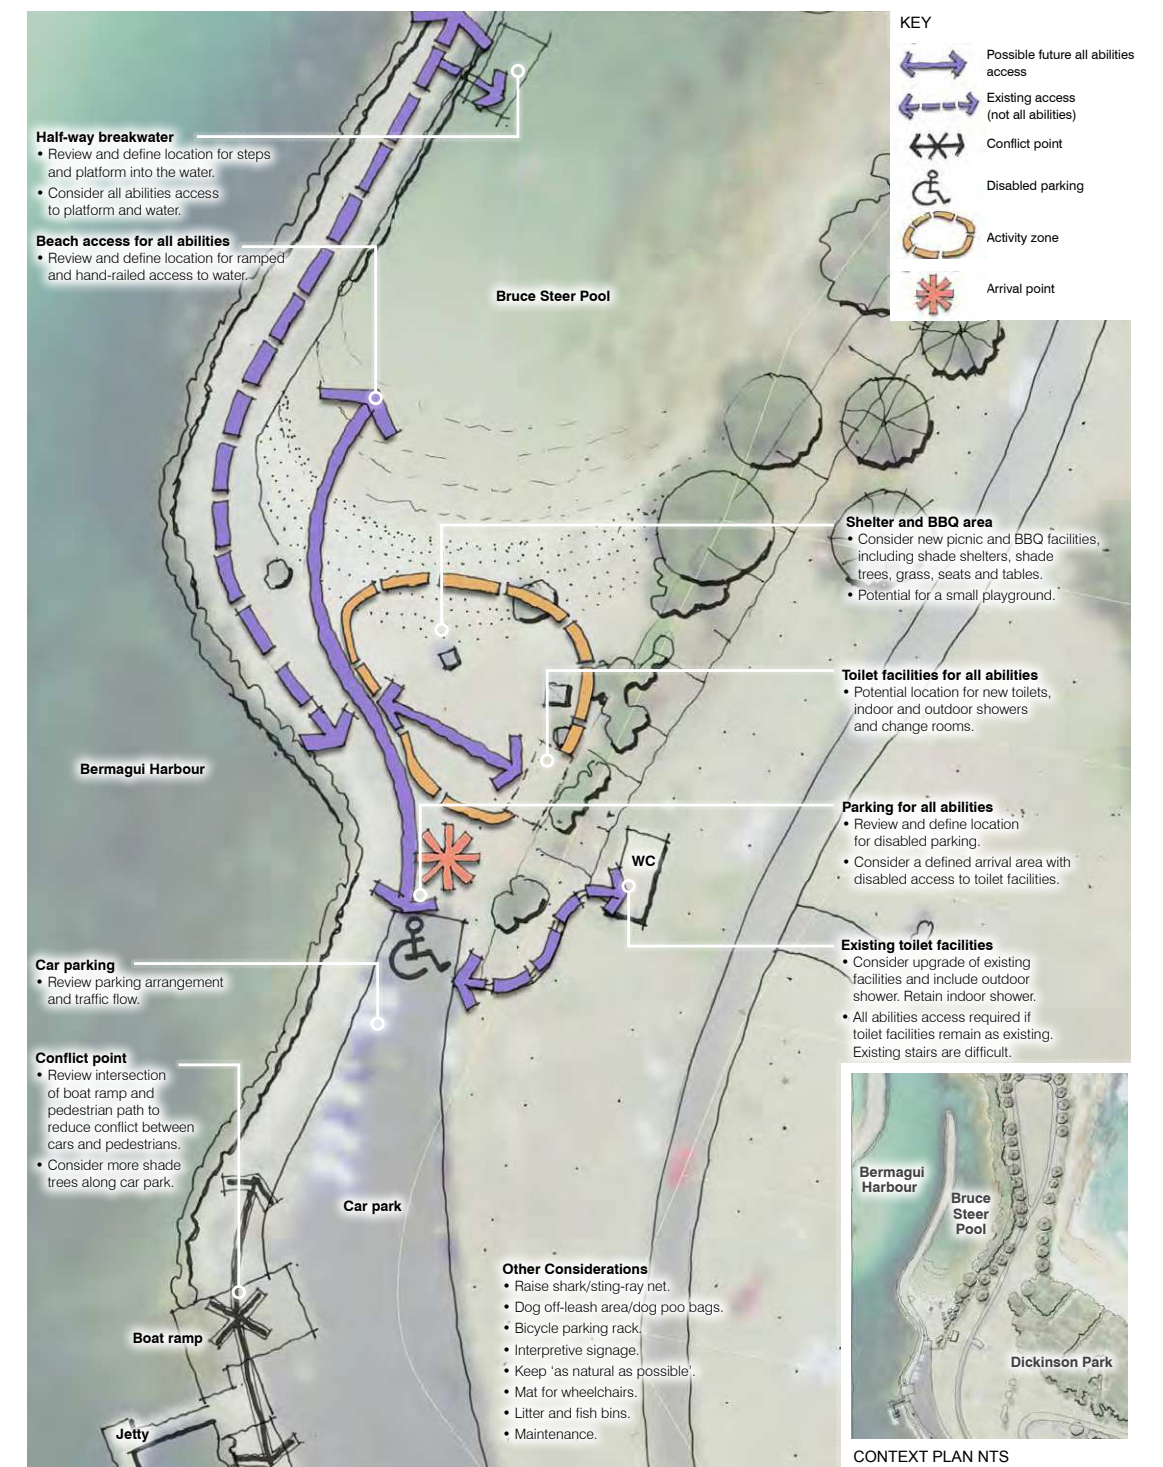 KEY
Possible future all abilities
access
Existing access
(not all abilities)
Conflict point
Disabled parking
Activity zone
Arrival point
Half-way breakwater
• Review and define location for steps
and platform into the water.
• Consider all abilities access
to platform and water.
Beach access for all abilities
• Review and define location for ramped
and hand-railed access to water.
Bruce Steer Pool
Shelter and BBQ area
• Consider new picnic and BBQ facilities,
including shade shelters, shade
trees, grass, seats and tables.
• Potential for a small playground.
Toilet facilities for all abilities
• Potential location for new toilets,
indoor and outdoor showers
and change rooms.
Bermagui Harbour
Parking for all abilities
• Review and define location
for disabled parking.
• Consider a defined arrival area with
disabled access to toilet facilities.
WC
Existing toilet facilities
• Consider upgrade of existing
facilities and include outdoor
shower. Retain indoor shower.
• All abilities access required if
toilet facilities remain as existing.
Existing stairs are difficult.
Car parking
• Review parking arrangement
and traffic flow.
Conflict point
• Review intersection
of boat ramp and
pedestrian path to
reduce conflict between
cars and pedestrians.
• Consider more shade
trees along car park.
Car park
Boat ramp
Jetty
Other Considerations
• Raise shark/sting-ray net.
• Dog off-leash area/dog poo bags.
• Bicycle parking rack.
• Interpretive signage.
• Keep ‘as natural as possible’.
• Mat for wheelchairs.
• Litter and fish bins.
• Maintenance.
Bermagui
Harbour
Bruce
Steer
Pool
Dickinson Park
CONTEXT PLAN NTS